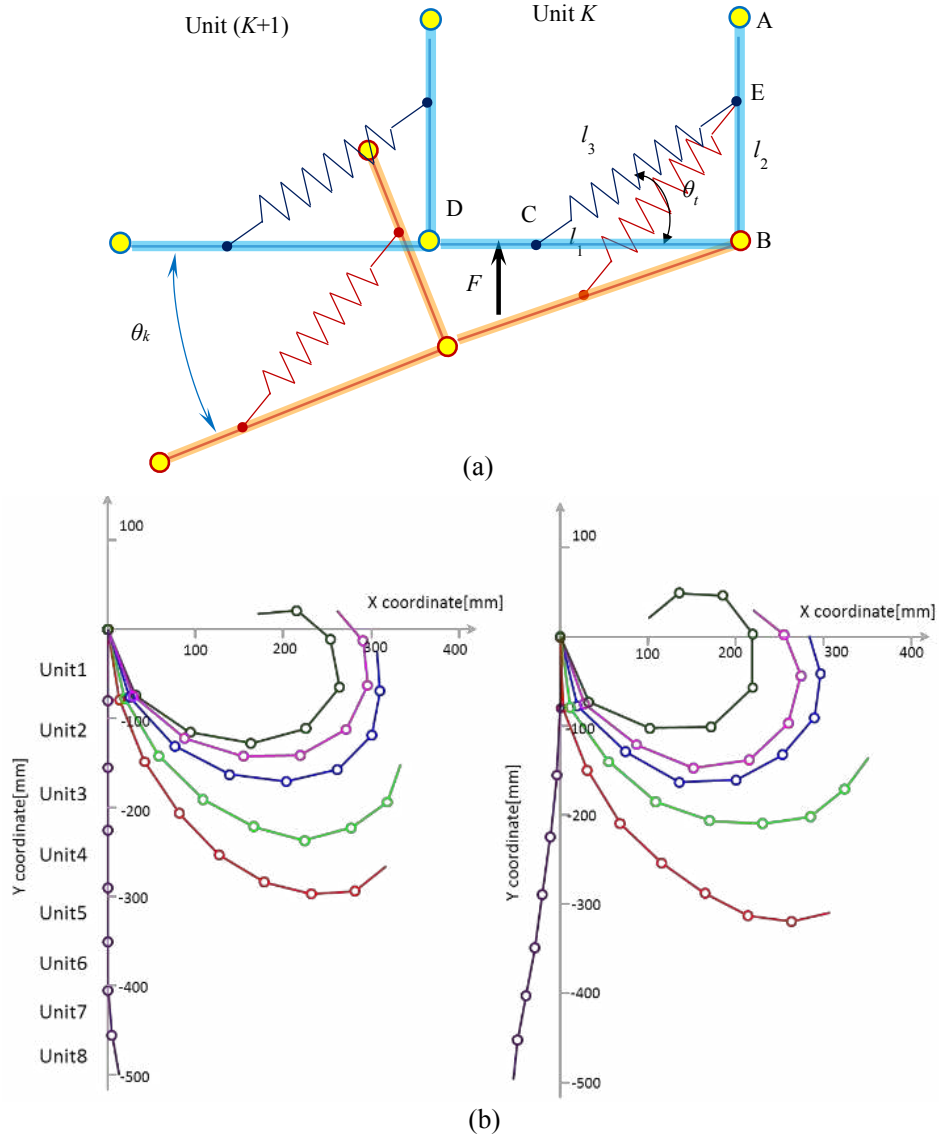 Unit (K+1)
Unit K
A
E
l3
l2
θt
D
C
B
l1
F
θk
(a)
100
100
X coordinate[mm]
X coordinate[mm]
100
200
300
400
100
200
300
400
Unit1
-100
-100
Unit2
Unit3
-200
-200
Y coordinate[mm]
Y coordinate[mm]
Unit4
-300
-300
Unit5
Unit6
-400
-400
Unit7
Unit8
-500
-500
(b)